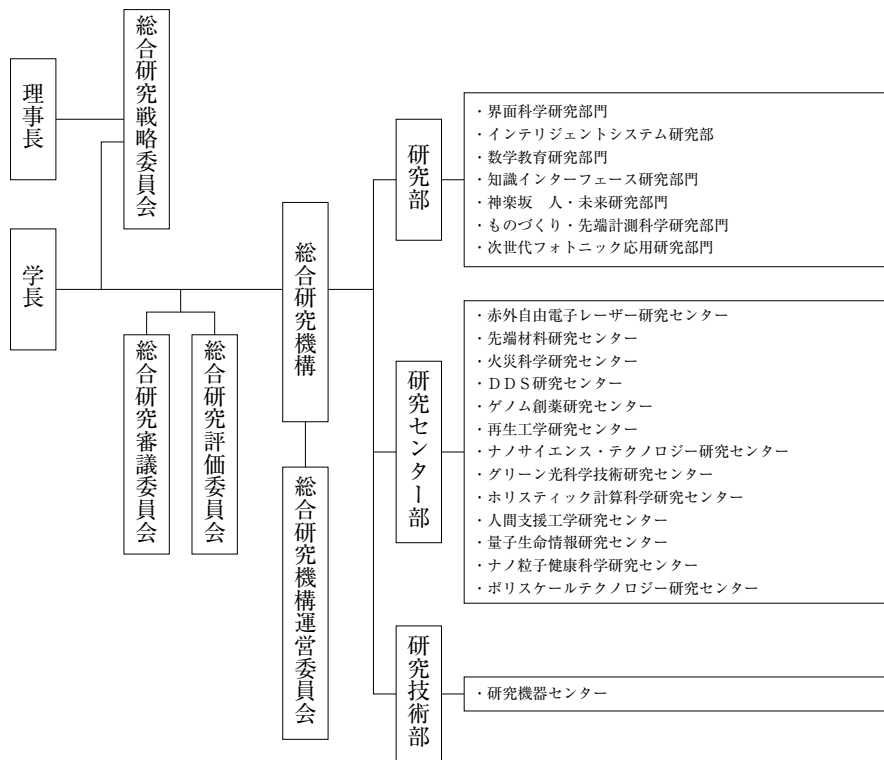 総合研究戦略委員会
理事長
学長
総合研究審議委員会
総合研究評価委員会
総合研究機構
総合研究機構運営委員会
研究部
・界面科学研究部門
・インテリジェントシステム研究部
・数学教育研究部門
・知識インターフェース研究部門
・神楽坂　人・未来研究部門
・ものづくり・先端計測科学研究部門
・次世代フォトニック応用研究部門
研究センター部
・赤外自由電子レーザー研究センター
・先端材料研究センター
・火災科学研究センター
・ＤＤＳ研究センター
・ゲノム創薬研究センター
・再生工学研究センター
・ナノサイエンス・テクノロジー研究センター
・グリーン光科学技術研究センター
・ホリスティック計算科学研究センター
・人間支援工学研究センター
・量子生命情報研究センター
・ナノ粒子健康科学研究センター
・ポリスケールテクノロジー研究センター
研究技術部
・研究機器センター